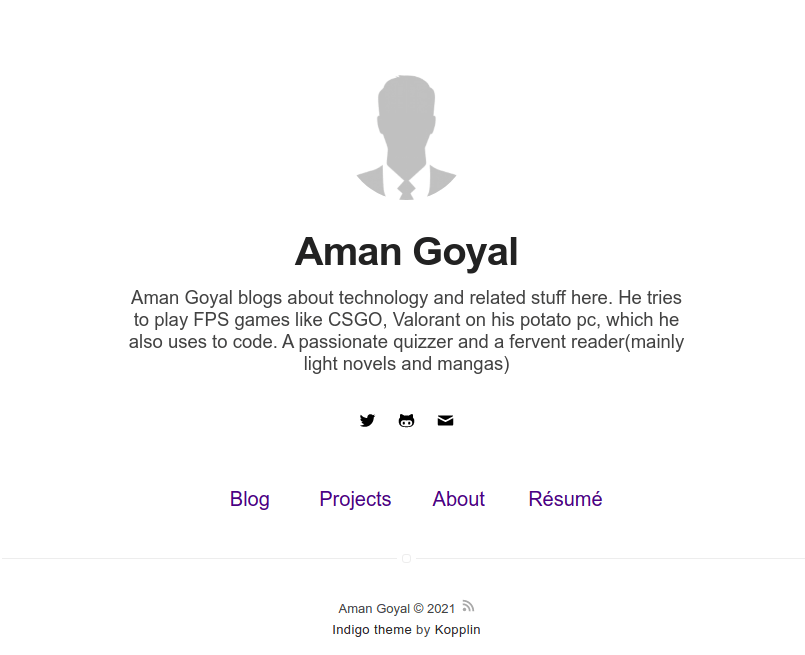 Aman Goyal
Aman Goyal blogs about technology and related stuff here. He tries
to play FPS games like CSGO, Valorant on his potato pc, which he
also uses to code. A passionate quizzer and a fervent reader(mainly
light novels and mangas)
Blog Projects About Résumé
Aman Goyal © 2021
Indigo theme by Kopplin